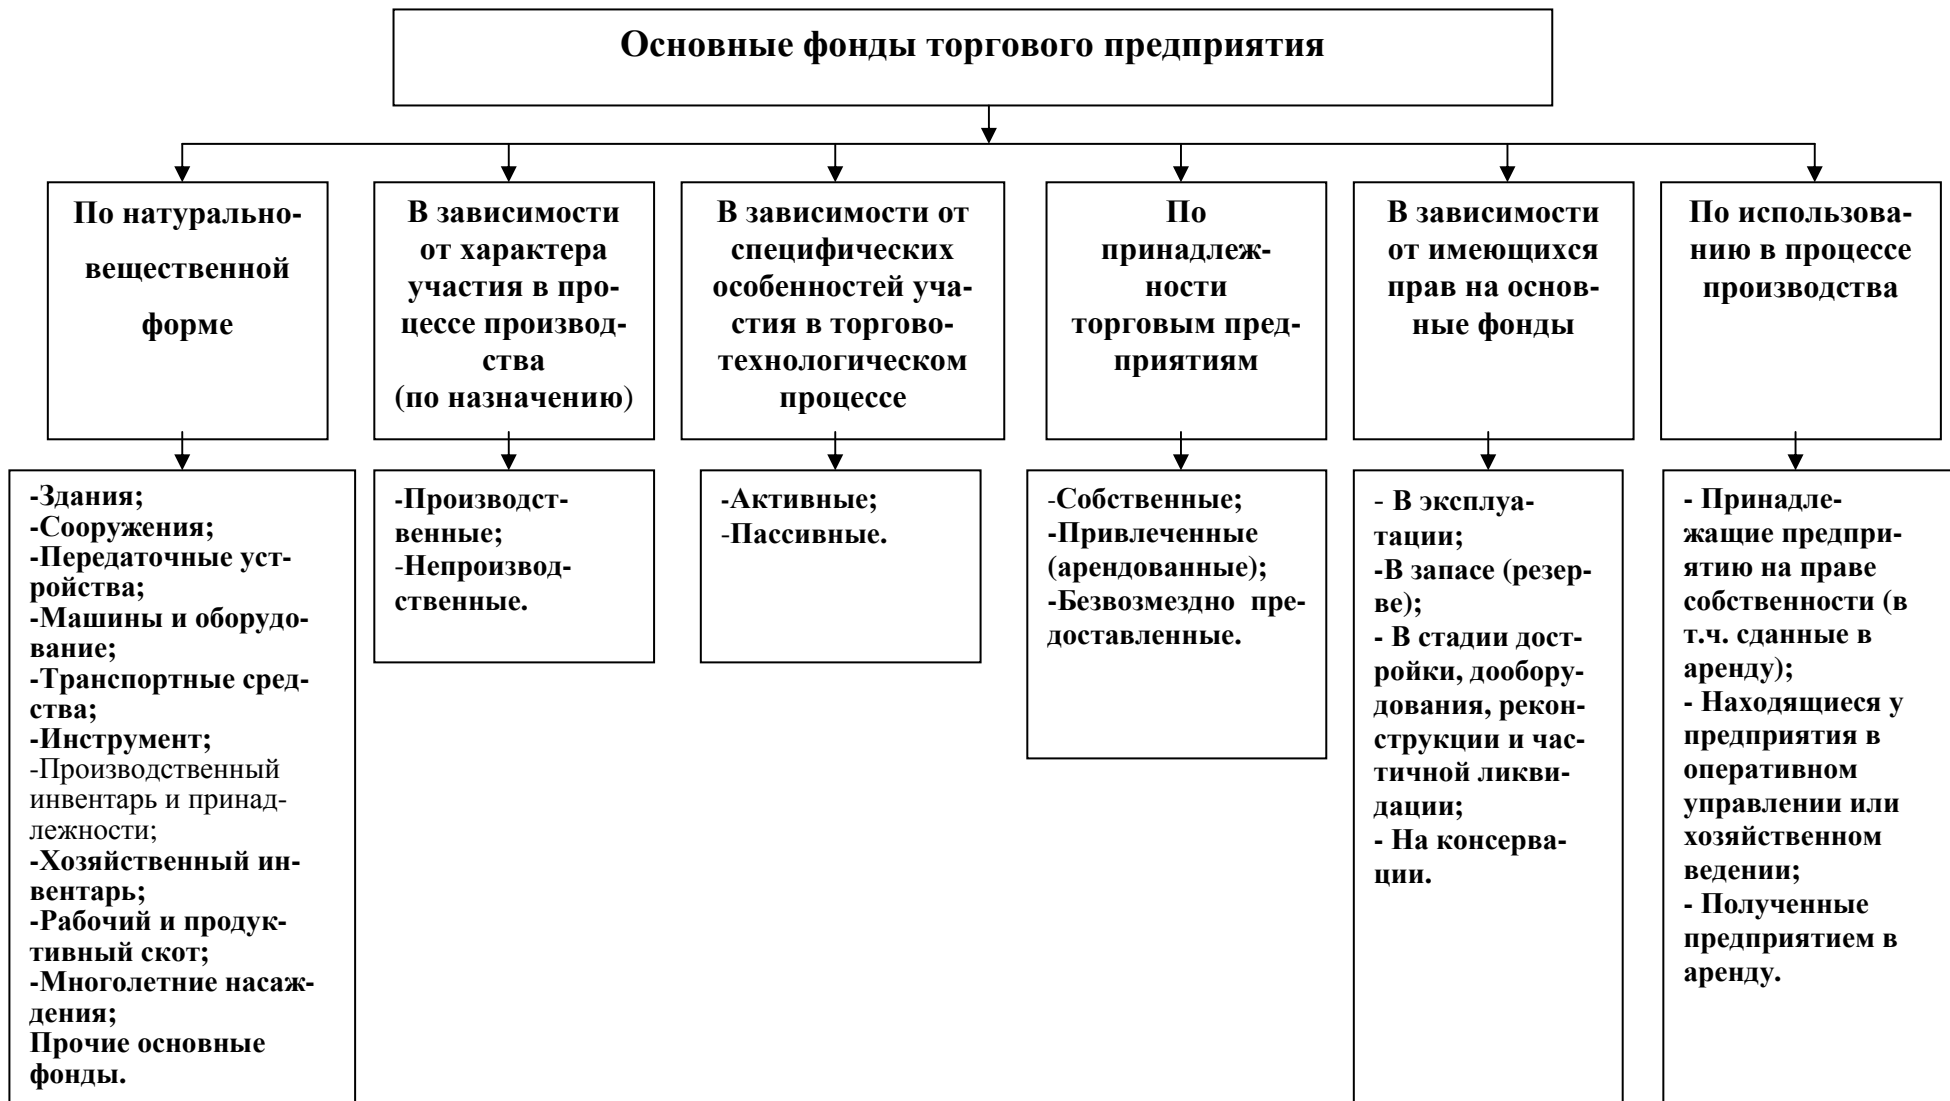 Основные фонды торгового предприятия
По натурально-
вещественной
форме
В зависимости
от характера
участия в про-
цессе производ-
ства
(по назначению)
В зависимости от
специфических
особенностей уча-
стия в торгово-
технологическом
процессе
По
принадлеж-
ности
торговым пред-
приятиям
В зависимости
от имеющихся
прав на основ-
ные фонды
По использова-
нию в процессе
производства
-Здания;
-Сооружения;
-Передаточные уст-
ройства;
-Машины и оборудо-
вание;
-Транспортные сред-
ства;
-Инструмент;
-Производственный
инвентарь и принад-
лежности;
-Хозяйственный ин-
вентарь;
-Рабочий и продук-
тивный скот;
-Многолетние насаж-
дения;
Прочие основные
фонды.
-Производст-
венные;
-Непроизвод-
ственные.
-Активные;
-Пассивные.
-Собственные;
-Привлеченные
(арендованные);
-Безвозмездно пре-
доставленные.
- В эксплуа-
тации;
-В запасе (резер-
ве);
- В стадии дост-
ройки, дообору-
дования, рекон-
струкции и час-
тичной ликви-
дации;
- На консерва-
ции.
- Принадле-
жащие предпри-
ятию на праве
собственности (в
т.ч. сданные в
аренду);
- Находящиеся у
предприятия в
оперативном
управлении или
хозяйственном
ведении;
- Полученные
предприятием в
аренду.